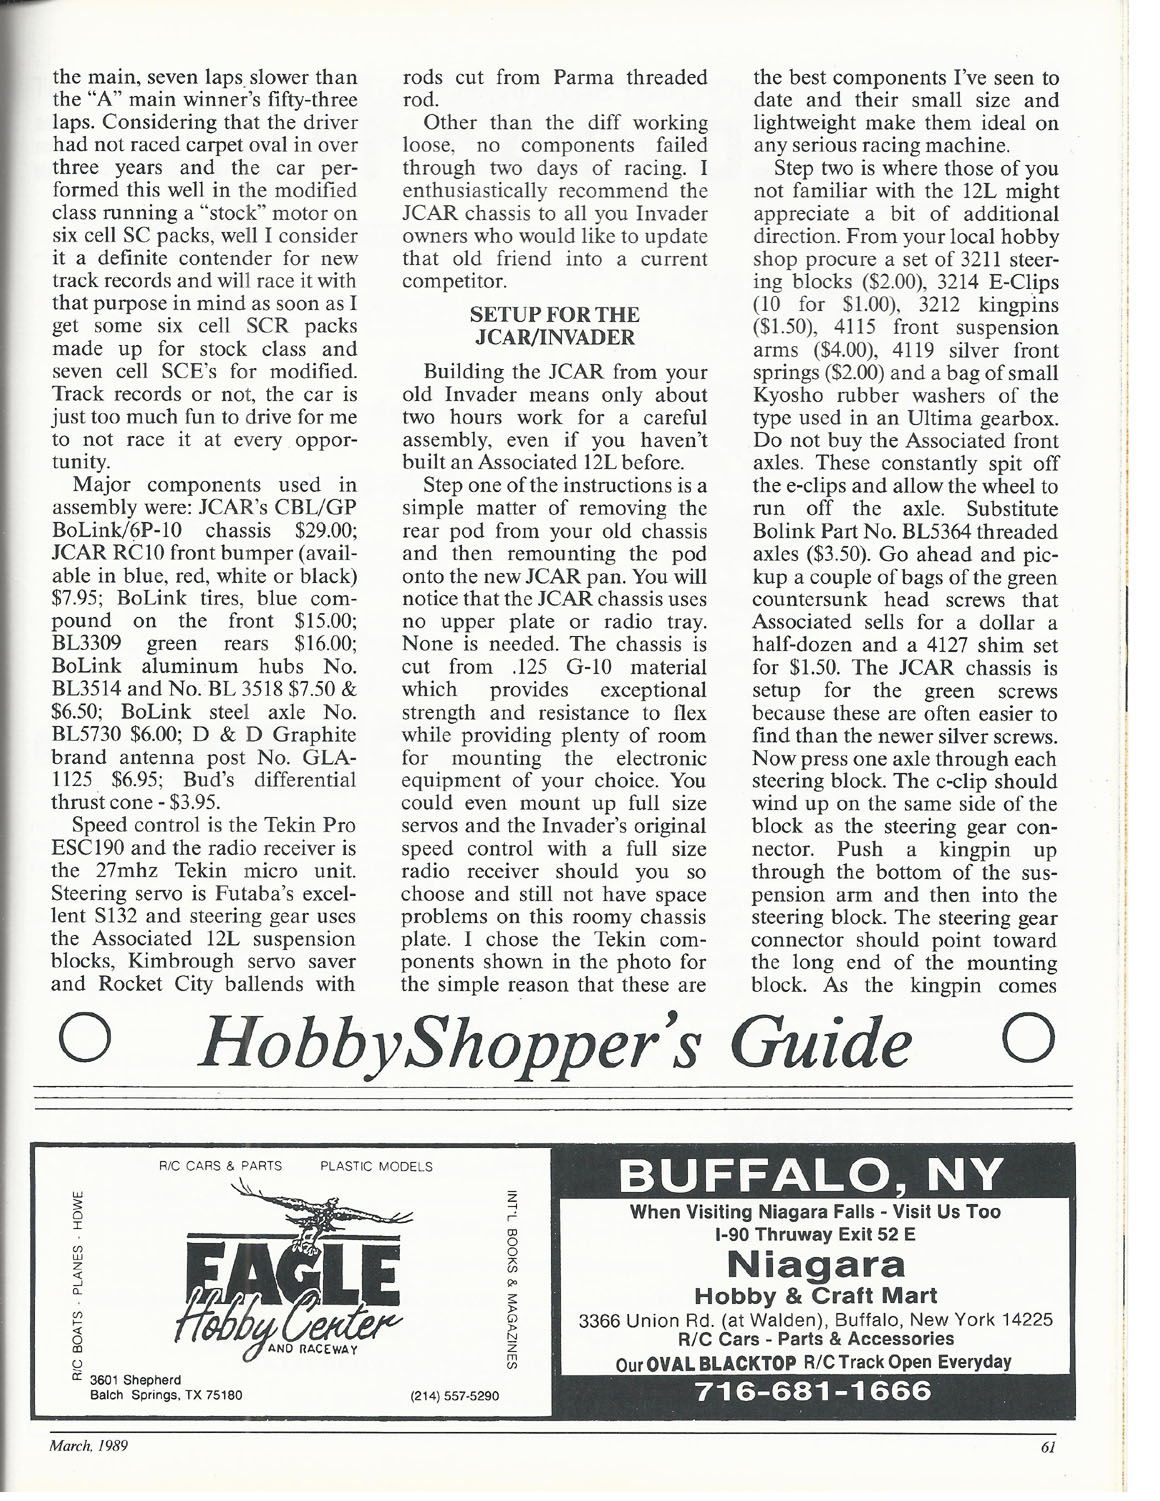 the main, seven laps slower than
the “A” main winner’s fifty-three
laps. Considering that the driver
had not raced carpet oval in over
three years and the car per-
formed this well in the modified
class running a “stock” motor on
six cell SC packs, well I consider
it a definite contender for new
track records and will race it with
that purpose in mind as soon as I
get some six cell SCR packs
made up for stock class and
seven cell SCE’s for modified.
Track records or not, the car is
just too much fun to drive for me
to not race it at every oppor-
tunity.
Major components used in
assembly were: JCAR’s CBL/GP
BoLink/6P-10 chassis $29.00;
JCAR RC10 front bumper (avail-
able in blue, red, white or black)
$7.95; BoLink tires, blue com-
pound on the front $15.00;
BL3309 green rears $16.00;
BoLink aluminum hubs No.
BL3514 and No. BL 3518 $7.50 &
$6.50; BoLink steel axle No.
BL5730 $6.00; D & D Graphite
brand antenna post No. GLA-
1125 $6.95; Bud’s differential
thrust cone - $3.95.
Speed control is the Tekin Pro
ESC190 and the radio receiver is
the 27mhz Tekin micro unit.
Steering servo is Futaba’s excel-
lent S132 and steering gear uses
the Associated 12L suspension
blocks, Kimbrough servo saver
and Rocket City ballends with
rods cut from Parma threaded
rod.
Other than the diff working
loose, no components failed
through two days of racing. I
enthusiastically recommend the
JCAR chassis to all you Invader
owners who would like to update
that old friend into a current
competitor.
SETUP FOR THE
JCAR/INVADER
Building the JCAR from your
old Invader means only about
two hours work for a careful
assembly, even if you haven’t
built an Associated 12L before.
Step one of the instructions is a
simple matter of removing the
rear pod from your old chassis
and then remounting the pod
onto the new JCAR pan. You will
notice that the JCAR chassis uses
no upper plate or radio tray.
None is needed. The chassis is
cut from .125 G-10 material
which provides exceptional
strength and resistance to flex
while providing plenty of room
for mounting the electronic
equipment of your choice. You
could even mount up full size
servos and the Invader’s original
speed control with a full size
radio receiver should you so
choose and still not have space
problems on this roomy chassis
plate. I chose the Tekin com-
ponents shown in the photo for
the simple reason that these are
the best components I’ve seen to
date and their small size and
lightweight make them ideal on
any serious racing machine.
Step two is where those of you
not familiar with the 12L might
appreciate a bit of additional
direction. From your local hobby
shop procure a set of 3211 steer-
ing blocks ($2.00), 3214 E-Clips
(10 for $1.00), 3212 kingpins
($1.50), 4115 front suspension
arms ($4.00), 4119 silver front
springs ($2.00) and a bag of small
Kyosho rubber washers of the
type used in an Ultima gearbox.
Do not buy the Associated front
axles. These constantly spit off
the e-clips and allow the wheel to
run off the axle. Substitute
Bolink Part No. BL5364 threaded
axles ($3.50). Go ahead and pic-
kup a couple of bags of the green
countersunk head screws that
Associated sells for a dollar a
half-dozen and a 4127 shim set
for $1.50. The JCAR chassis is
setup for the green screws
because these are often easier to
find than the newer silver screws.
Now press one axle through each
steering block. The c-clip should
wind up on the same side of the
block as the steering gear con-
nector. Push a kingpin up
through the bottom of the sus-
pension arm and then into the
steering block. The steering gear
connector should point toward
the long end of the mounting
block. As the kingpin comes
HobbyShopper’s Guide
R/C CARS & PARTS PLASTIC MODELS
R/C BOATS - PLANES - HDWE
INT'L BOOKS & MAGAZINES
EAGLE
Hobby Center
AND RACEWAY
3601 Shepherd
Balch Springs, TX 75180 (214) 557-5290
BUFFALO, NY
When Visiting Niagara Falls - Visit Us Too
I-90 Thruway Exit 52 E
Niagara
Hobby & Craft Mart
3366 Union Rd. (at Walden), Buffalo, New York 14225
R/C Cars - Parts & Accessories
Our OVAL BLACKTOP R/C Track Open Everyday
716-681-1666
March, 1989 61